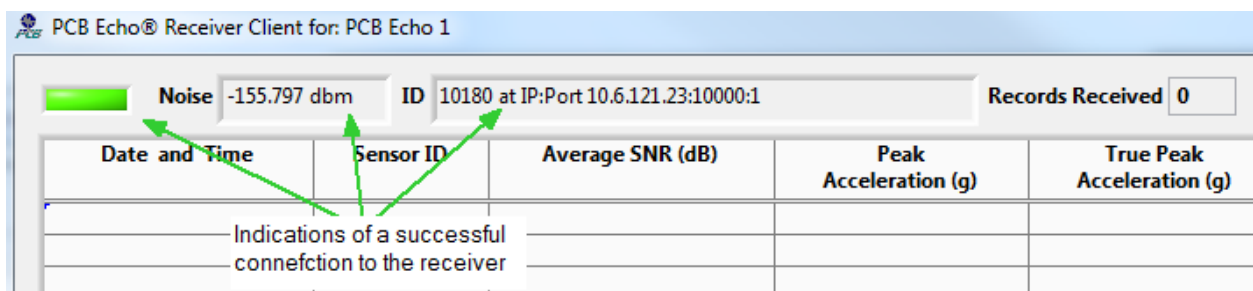 PCB Echo® Receiver Client for: PCB Echo 1
PCB
Noise -155.797 dbm ID 10180 at IP:Port 10.6.121.23:10000:1 Records Received 0
Date and Time Sensor ID Average SNR (dB) Peak Acceleration (g) True Peak Acceleration (g)
Indications of a successful
connefction to the receiver